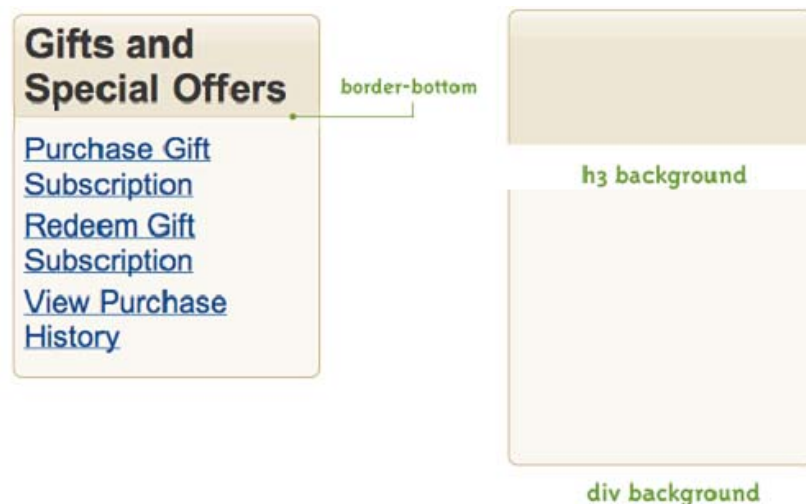 Gifts and
Special Offers
border-bottom
Purchase Gift
Subscription
Redeem Gift
Subscription
View Purchase
History
h3 background
div background